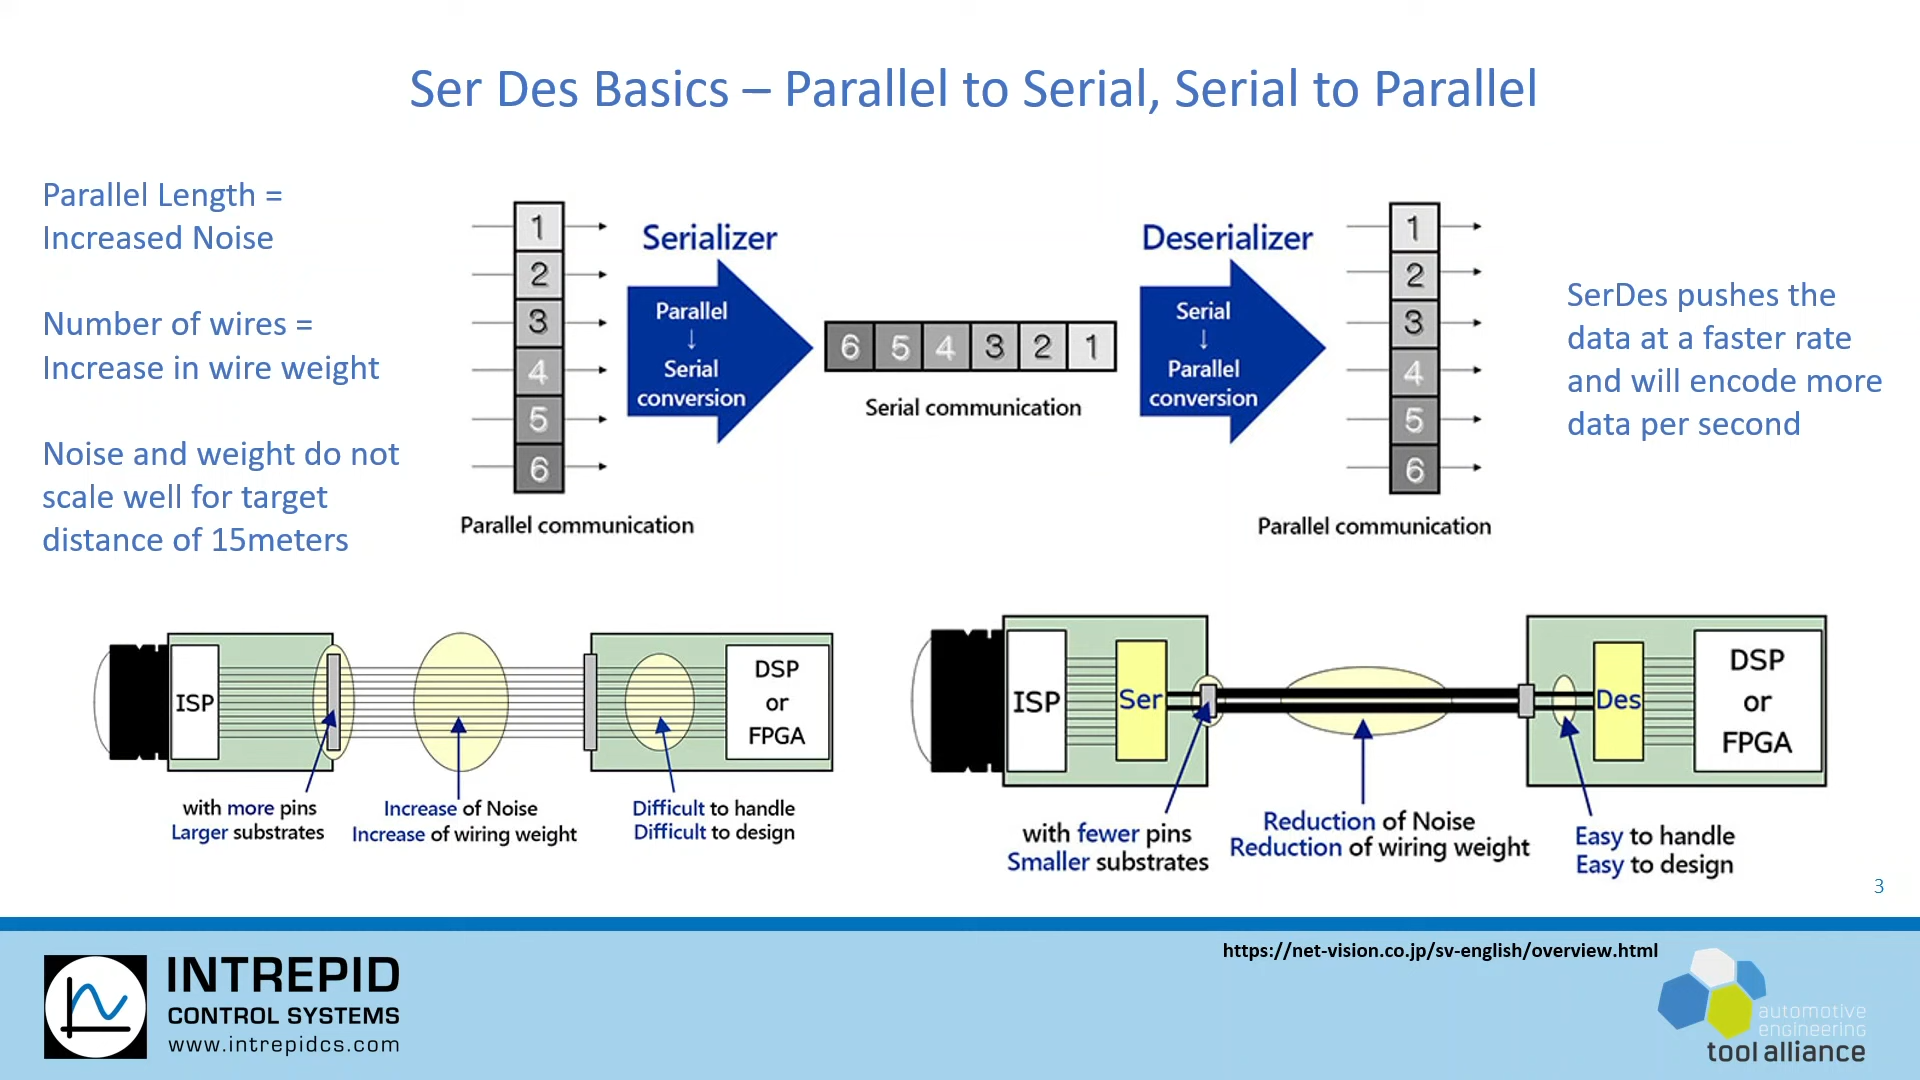 Ser Des Basics – Parallel to Serial, Serial to Parallel
Parallel Length =
Increased Noise
Number of wires =
Increase in wire weight
Noise and weight do not
scale well for target
distance of 15meters
1
2
3
4
5
6
Parallel communication
Serializer
Parallel
↓
Serial
conversion
6 5 4 3 2 1
Serial communication
Deserializer
Serial
↓
Parallel
conversion
1
2
3
4
5
6
Parallel communication
SerDes pushes the
data at a faster rate
and will encode more
data per second
ISP
DSP
or
FPGA
with more pins
Larger substrates
Increase of Noise
Increase of wiring weight
Difficult to handle
Difficult to design
ISP
Ser
Des
DSP
or
FPGA
with fewer pins
Smaller substrates
Reduction of Noise
Reduction of wiring weight
Easy to handle
Easy to design
3
INTREPID
CONTROL SYSTEMS
www.intrepidcs.com
https://net-vision.co.jp/sv-english/overview.html
automotive
engineering
tool alliance